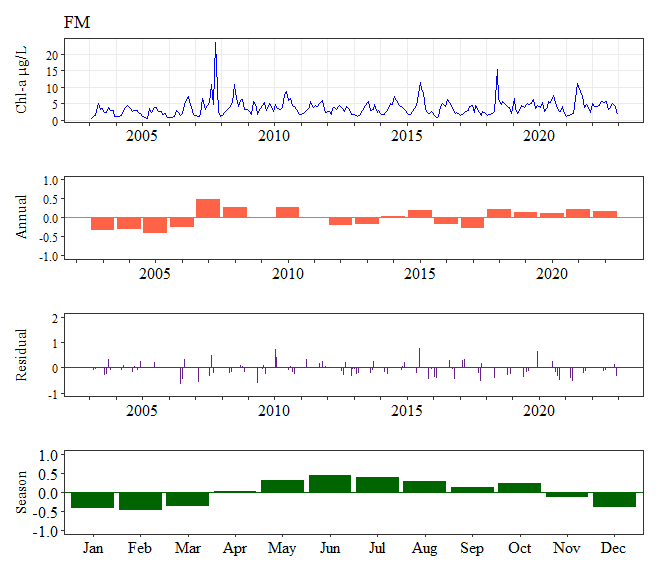 FM
Chl-a µg/L
20
15
10
5
0
2005 2010 2015 2020
Annual
1.0
0.5
0.0
-0.5
-1.0
2005 2010 2015 2020
Residual
2
1
0
-1
2005 2010 2015 2020
Season
1.0
0.5
0.0
-0.5
-1.0
Jan Feb Mar Apr May Jun Jul Aug Sep Oct Nov Dec